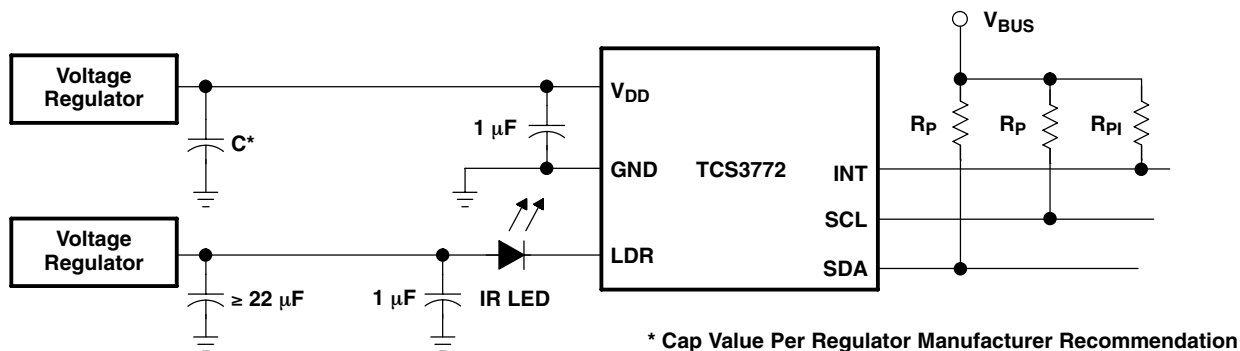 V_BUS
Voltage
Regulator
V_DD
C*
1 μF
R_P
R_P
R_PI
GND
TCS3772
INT
SCL
Voltage
Regulator
LDR
SDA
≥ 22 μF
1 μF
IR LED
* Cap Value Per Regulator Manufacturer Recommendation